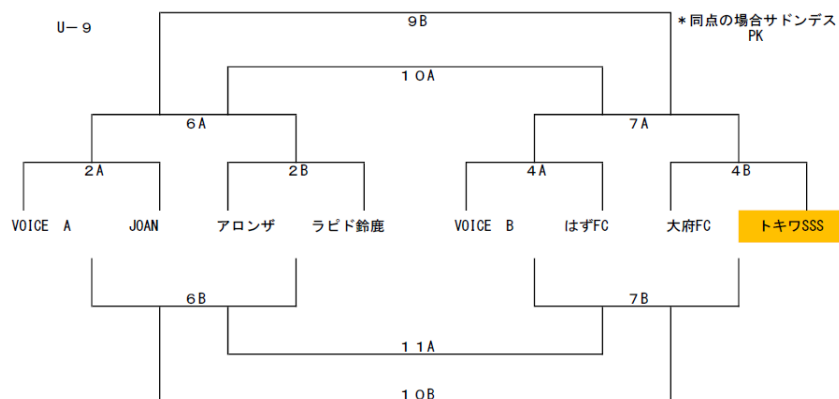 U－９
９B
＊同点の場合サドンデス
PK
１０A
６A
７A
２A
２B
４A
４B
VOICE　A
JOAN
アロンザ
ラピド鈴鹿
VOICE　B
はずFC
大府FC
トキワSSS
６B
７B
１１A
１０B